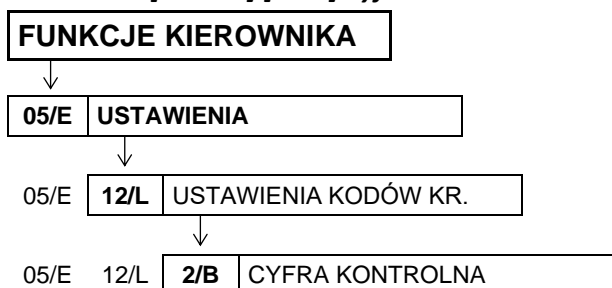 FUNKCJE KIEROWNIKA
05/E USTAWIENIA
05/E 12/L USTAWIENIA KODÓW KR.
05/E 12/L 2/B CYFRA KONTROLNA